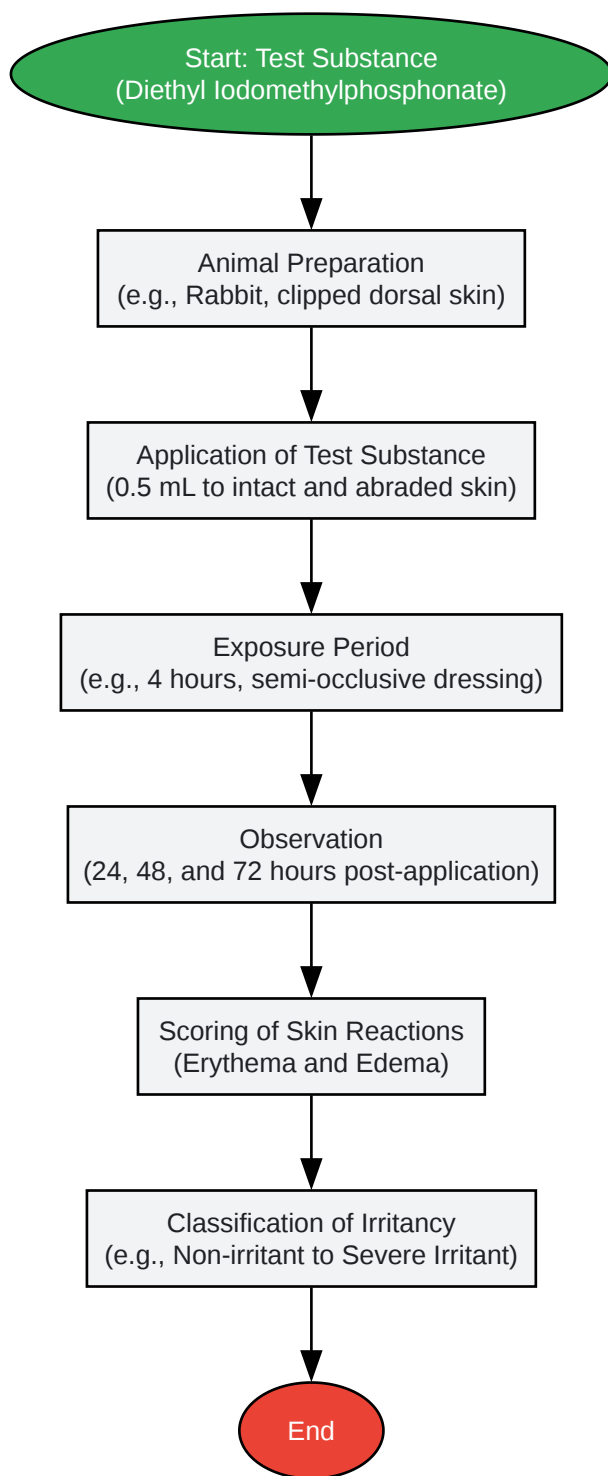 Start: Test Substance
(Diethyl Iodomethylphosphonate)
Animal Preparation
(e.g., Rabbit, clipped dorsal skin)
Application of Test Substance
(0.5 mL to intact and abraded skin)
Exposure Period
(e.g., 4 hours, semi-occlusive dressing)
Observation
(24, 48, and 72 hours post-application)
Scoring of Skin Reactions
(Erythema and Edema)
Classification of Irritancy
(e.g., Non-irritant to Severe Irritant)
End